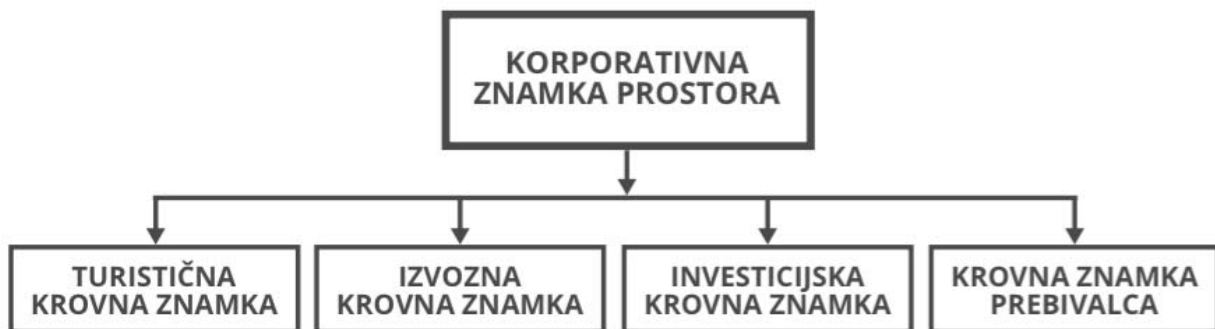 KORPORATIVNA
ZNAMKA PROSTORA
TURISTIČNA
KROVNA ZNAMKA
IZVOZNA
KROVNA ZNAMKA
INVESTICIJSKA
KROVNA ZNAMKA
KROVNA ZNAMKA
PREBIVALCA